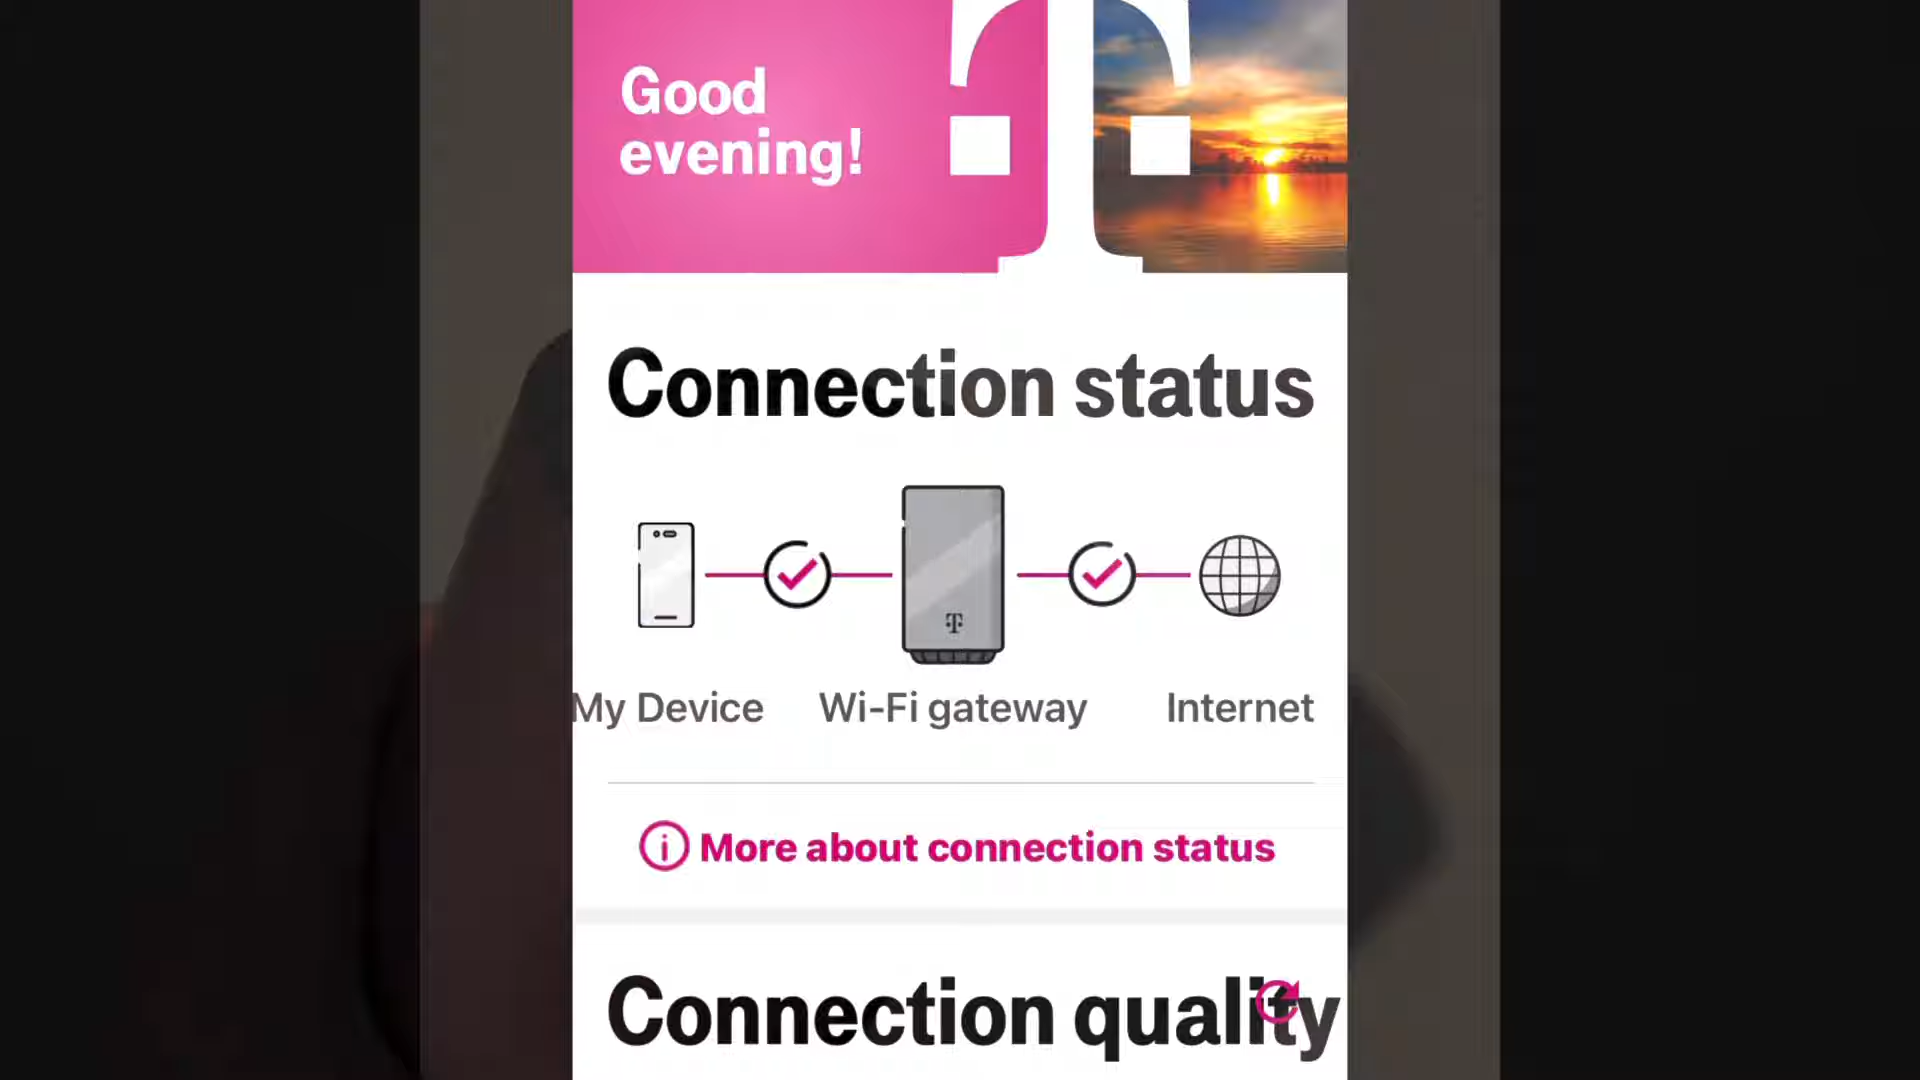 Good
evening!
T
Connection status
T
My Device Wi-Fi gateway Internet
More about connection status
Connection quality